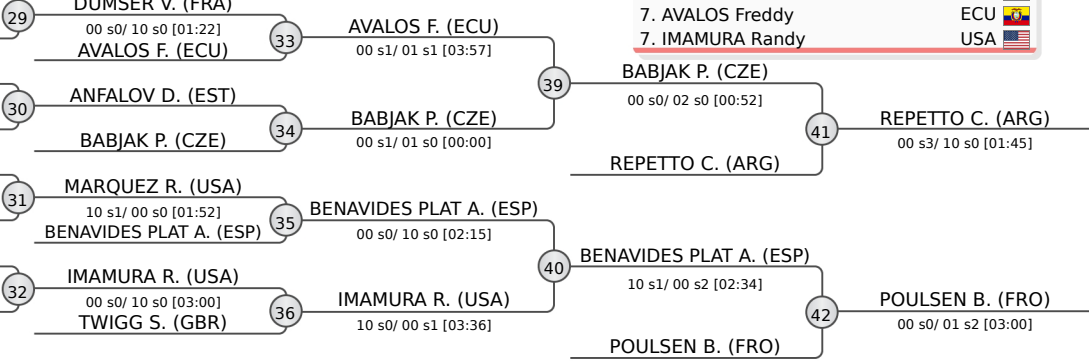 DUMSER V. (FRA)
29
00 s0/ 10 s0 [01:22]
AVALOS F. (ECU)
33
AVALOS F. (ECU)
00 s1/ 01 s1 [03:57]
7. AVALOS Freddy ECU
7. IMAMURA Randy USA
30
ANFALOV D. (EST)
BABJAK P. (CZE)
34
BABJAK P. (CZE)
00 s1/ 01 s0 [00:00]
39
BABJAK P. (CZE)
00 s0/ 02 s0 [00:52]
REPETTO C. (ARG)
41
REPETTO C. (ARG)
00 s3/ 10 s0 [01:45]
31
MARQUEZ R. (USA)
10 s1/ 00 s0 [01:52]
BENAVIDES PLAT A. (ESP)
35
BENAVIDES PLAT A. (ESP)
00 s0/ 10 s0 [02:15]
32
IMAMURA R. (USA)
00 s0/ 10 s0 [03:00]
TWIGG S. (GBR)
36
IMAMURA R. (USA)
10 s0/ 00 s1 [03:36]
40
BENAVIDES PLAT A. (ESP)
10 s1/ 00 s2 [02:34]
POULSEN B. (FRO)
42
POULSEN B. (FRO)
00 s0/ 01 s2 [03:00]